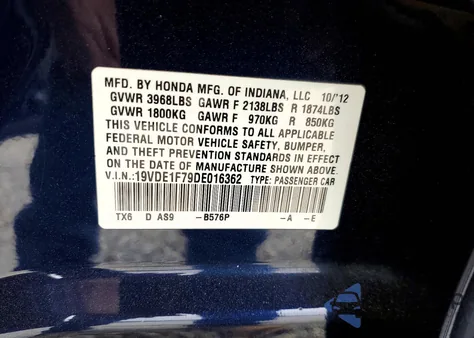 MFD. BY HONDA MFG. OF INDIANA, LLC 10/'12
GVWR 3968LBS GAWR F 2138LBS R 1874LBS
GVWR 1800KG GAWR F 970KG R 850KG
THIS VEHICLE CONFORMS TO ALL APPLICABLE
FEDERAL MOTOR VEHICLE SAFETY, BUMPER,
AND THEFT PREVENTION STANDARDS IN EFFECT
ON THE DATE OF MANUFACTURE SHOWN ABOVE.
V.I.N.:19VDE1F79DE016362 TYPE: PASSENGER CAR
TX6 D AS9 -B576P -A -E